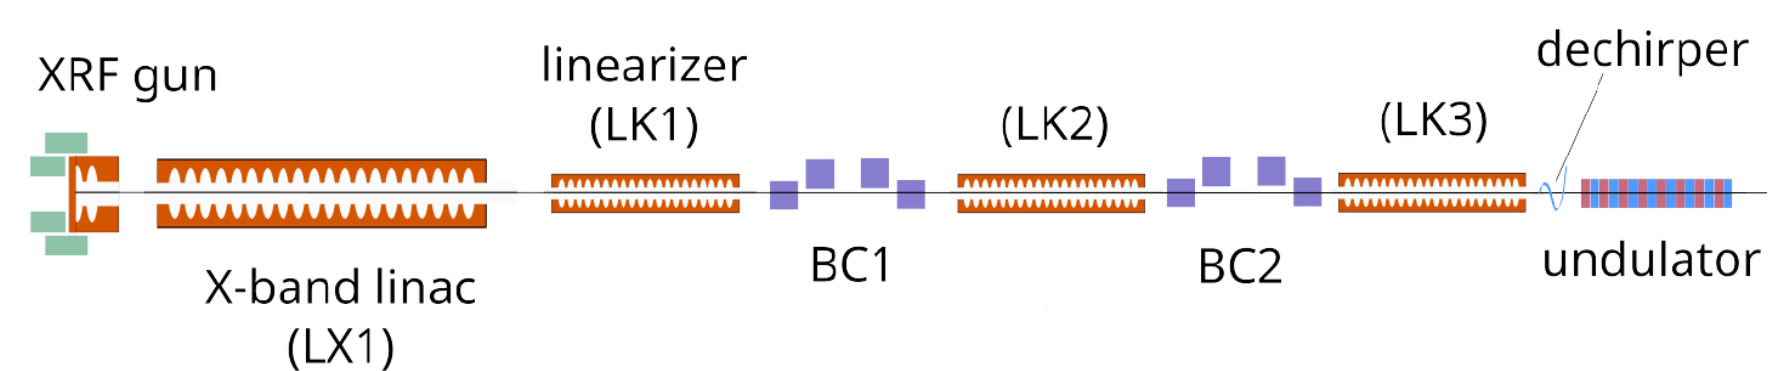 XRF gun
X-band linac
(LX1)
linearizer
(LK1)
BC1
(LK2)
BC2
(LK3)
dechirper
undulator